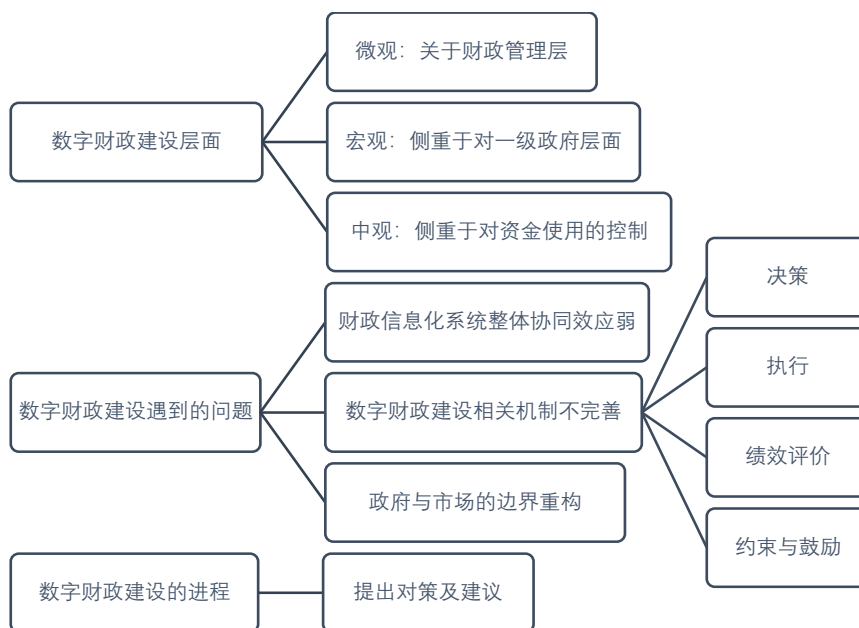 数字财政建设层面
微观：关于财政管理层
宏观：侧重于对一级政府层面
中观：侧重于对资金使用的控制
数字财政建设遇到的问题
财政信息化系统整体协同效应弱
数字财政建设相关机制不完善
决策
执行
绩效评价
约束与鼓励
政府与市场的边界重构
数字财政建设的进程
提出对策及建议